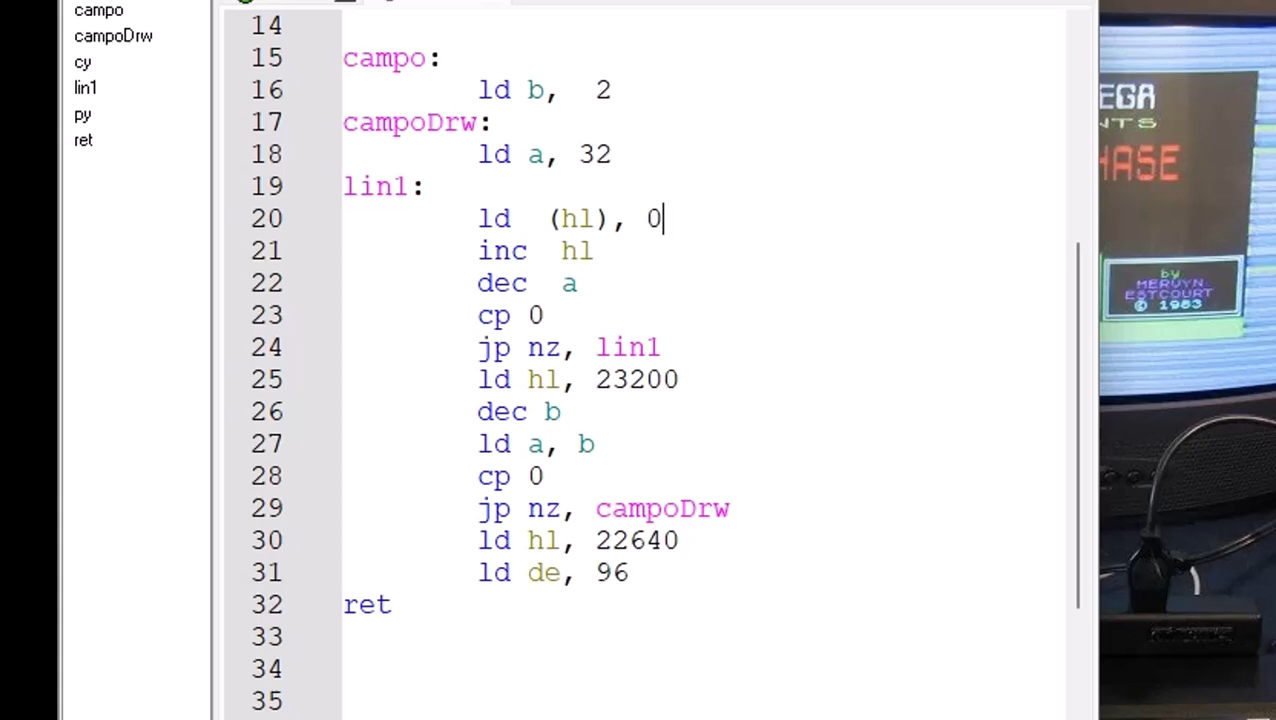 campo
campoDrw
cy
lin1
py
ret
14
15 campo:
16 ld b,  2
17 campoDrw:
18 ld a, 32
19 lin1:
20 ld  (hl), 0
21 inc  hl
22 dec  a
23 cp 0
24 jp nz, lin1
25 ld hl, 23200
26 dec b
27 ld a, b
28 cp 0
29 jp nz, campoDrw
30 ld hl, 22640
31 ld de, 96
32 ret
33
34
35
EGA
NTS
HASE
by
MERVYN
ESTCOURT
© 1983